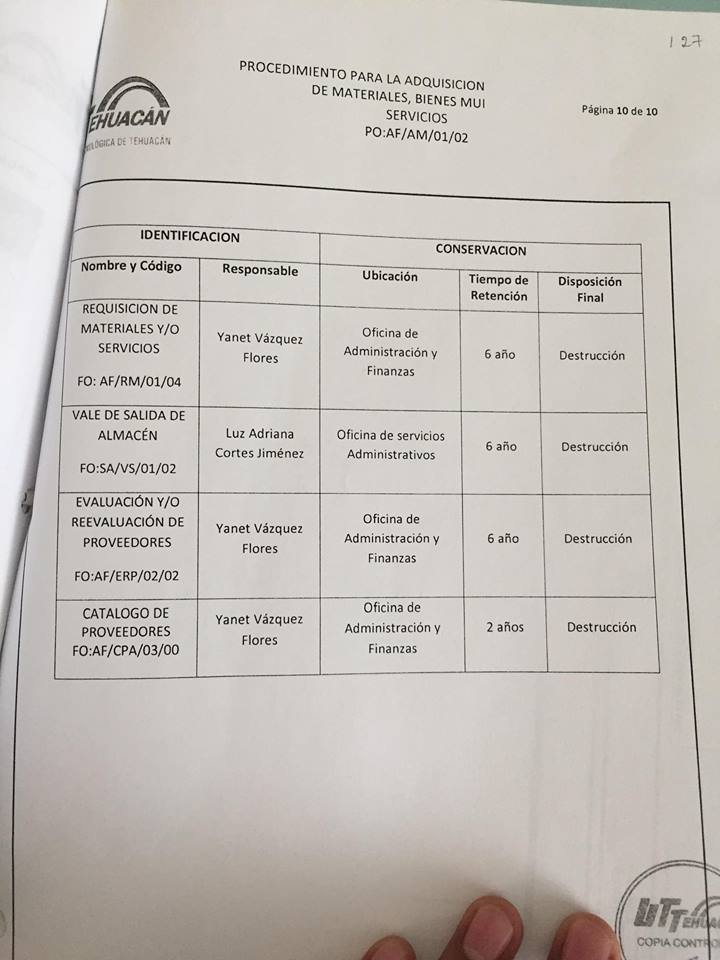 127
TEHUACÁN
DE TEHUACÁN
PROCEDIMIENTO PARA LA ADQUISICION
DE MATERIALES, BIENES MUI
SERVICIOS
PO:AF/AM/01/02
Página 10 de 10
IDENTIFICACION
CONSERVACION
Nombre y Código
Responsable
Ubicación
Tiempo de
Retención
Disposición
Final
REQUISICION DE
MATERIALES Y/O
SERVICIOS
FO: AF/RM/01/04
Yanet Vázquez
Flores
Oficina de
Administración y
Finanzas
6 año
Destrucción
VALE DE SALIDA DE
ALMACÉN
FO:SA/VS/01/02
Luz Adriana
Cortes Jiménez
Oficina de servicios
Administrativos
6 año
Destrucción
EVALUACIÓN Y/O
REEVALUACIÓN DE
PROVEEDORES
FO:AF/ERP/02/02
Yanet Vázquez
Flores
Oficina de
Administración y
Finanzas
6 año
Destrucción
CATALOGO DE
PROVEEDORES
FO:AF/CPA/03/00
Yanet Vázquez
Flores
Oficina de
Administración y
Finanzas
2 años
Destrucción
UTTEHUA
COPIA CONTRO